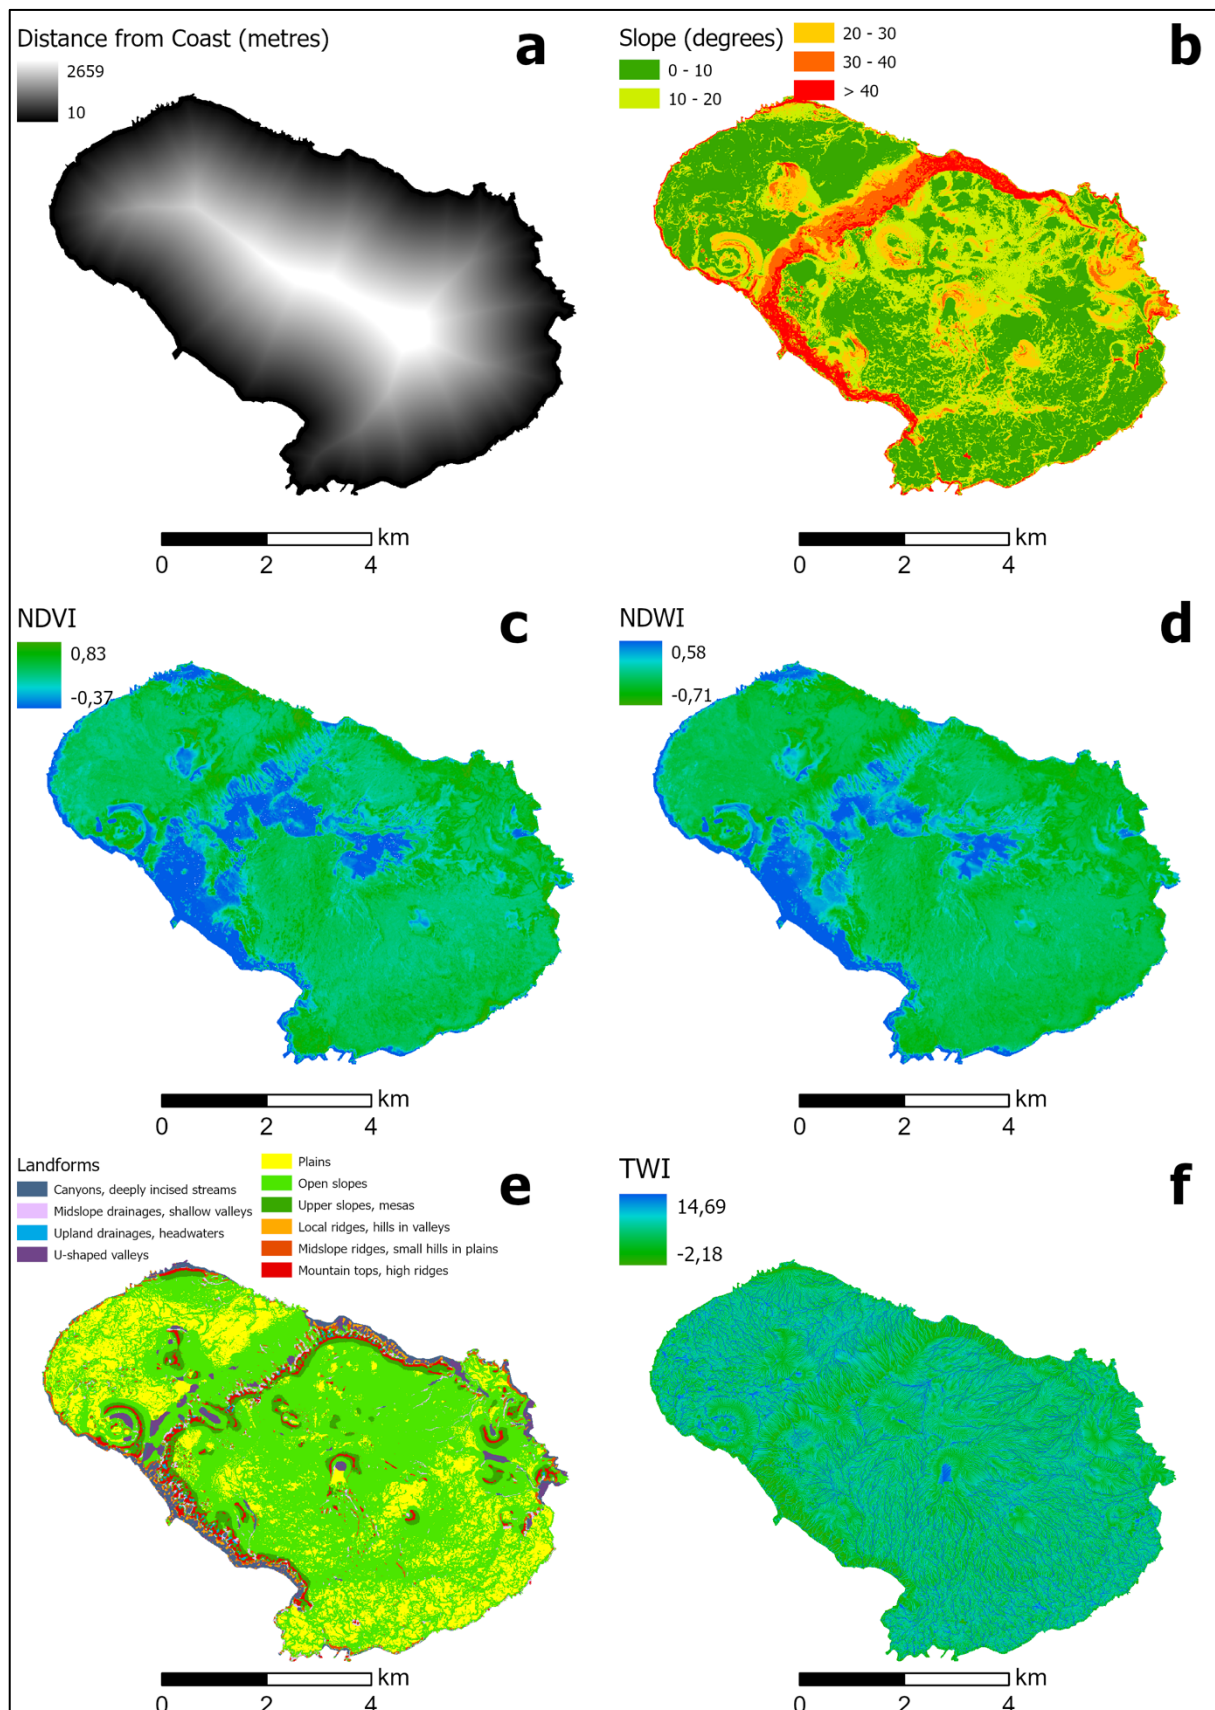 Distance from Coast (metres)
2659
10
a
Slope (degrees)
0 - 10
10 - 20
20 - 30
30 - 40
> 40
b
km
0 2 4
km
0 2 4
NDVI
0,83
-0,37
c
NDWI
0,58
-0,71
d
km
0 2 4
km
0 2 4
Landforms
Canyons, deeply incised streams
Midslope drainages, shallow valleys
Upland drainages, headwaters
U-shaped valleys
Plains
Open slopes
Upper slopes, mesas
Local ridges, hills in valleys
Midslope ridges, small hills in plains
Mountain tops, high ridges
e
TWI
14,69
-2,18
f
km
0 2 4
km
0 2 4